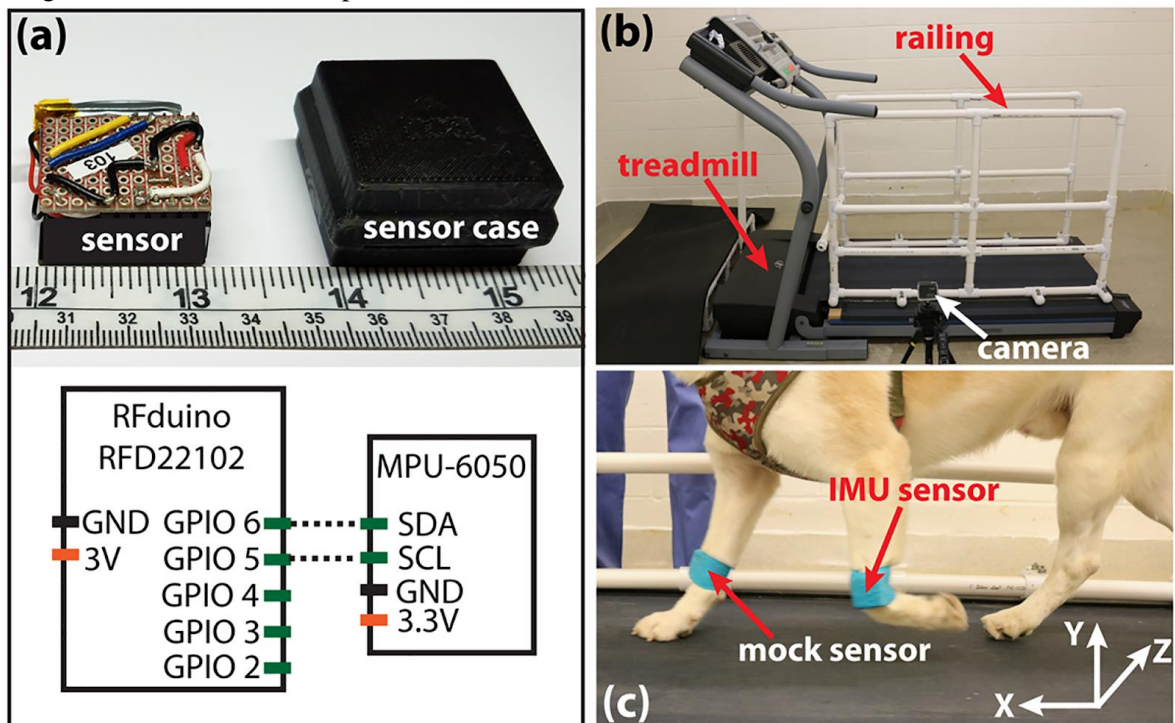 (a)
103
sensor
sensor case
12 13 14 15
31 32 33 34 35 36 37 38 39
RFduino
RFD22102
GND
3V
GPIO 6
GPIO 5
GPIO 4
GPIO 3
GPIO 2
MPU-6050
SDA
SCL
GND
3.3V
(b)
railing
treadmill
camera
IMU sensor
mock sensor
Y
Z
X
(c)